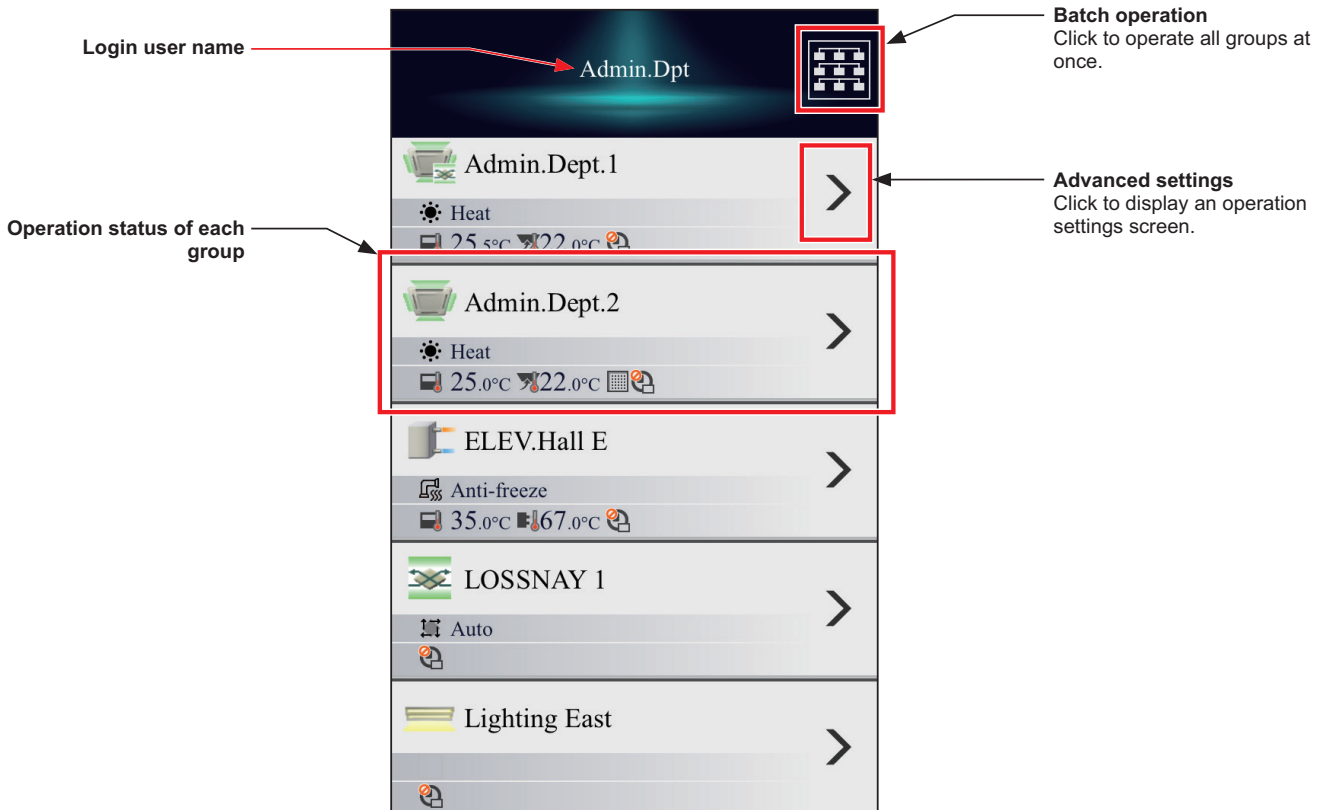 Batch operation
Click to operate all groups at
once.
Login user name
Admin.Dpt
Admin.Dept.1
Advanced settings
Click to display an operation
settings screen.
Heat
Operation status of each
group
25.5°C 22.0°C
Admin.Dept.2
Heat
25.0°C 22.0°C
ELEV.Hall E
Anti-freeze
35.0°C 67.0°C
LOSSNAY 1
Auto
Lighting East